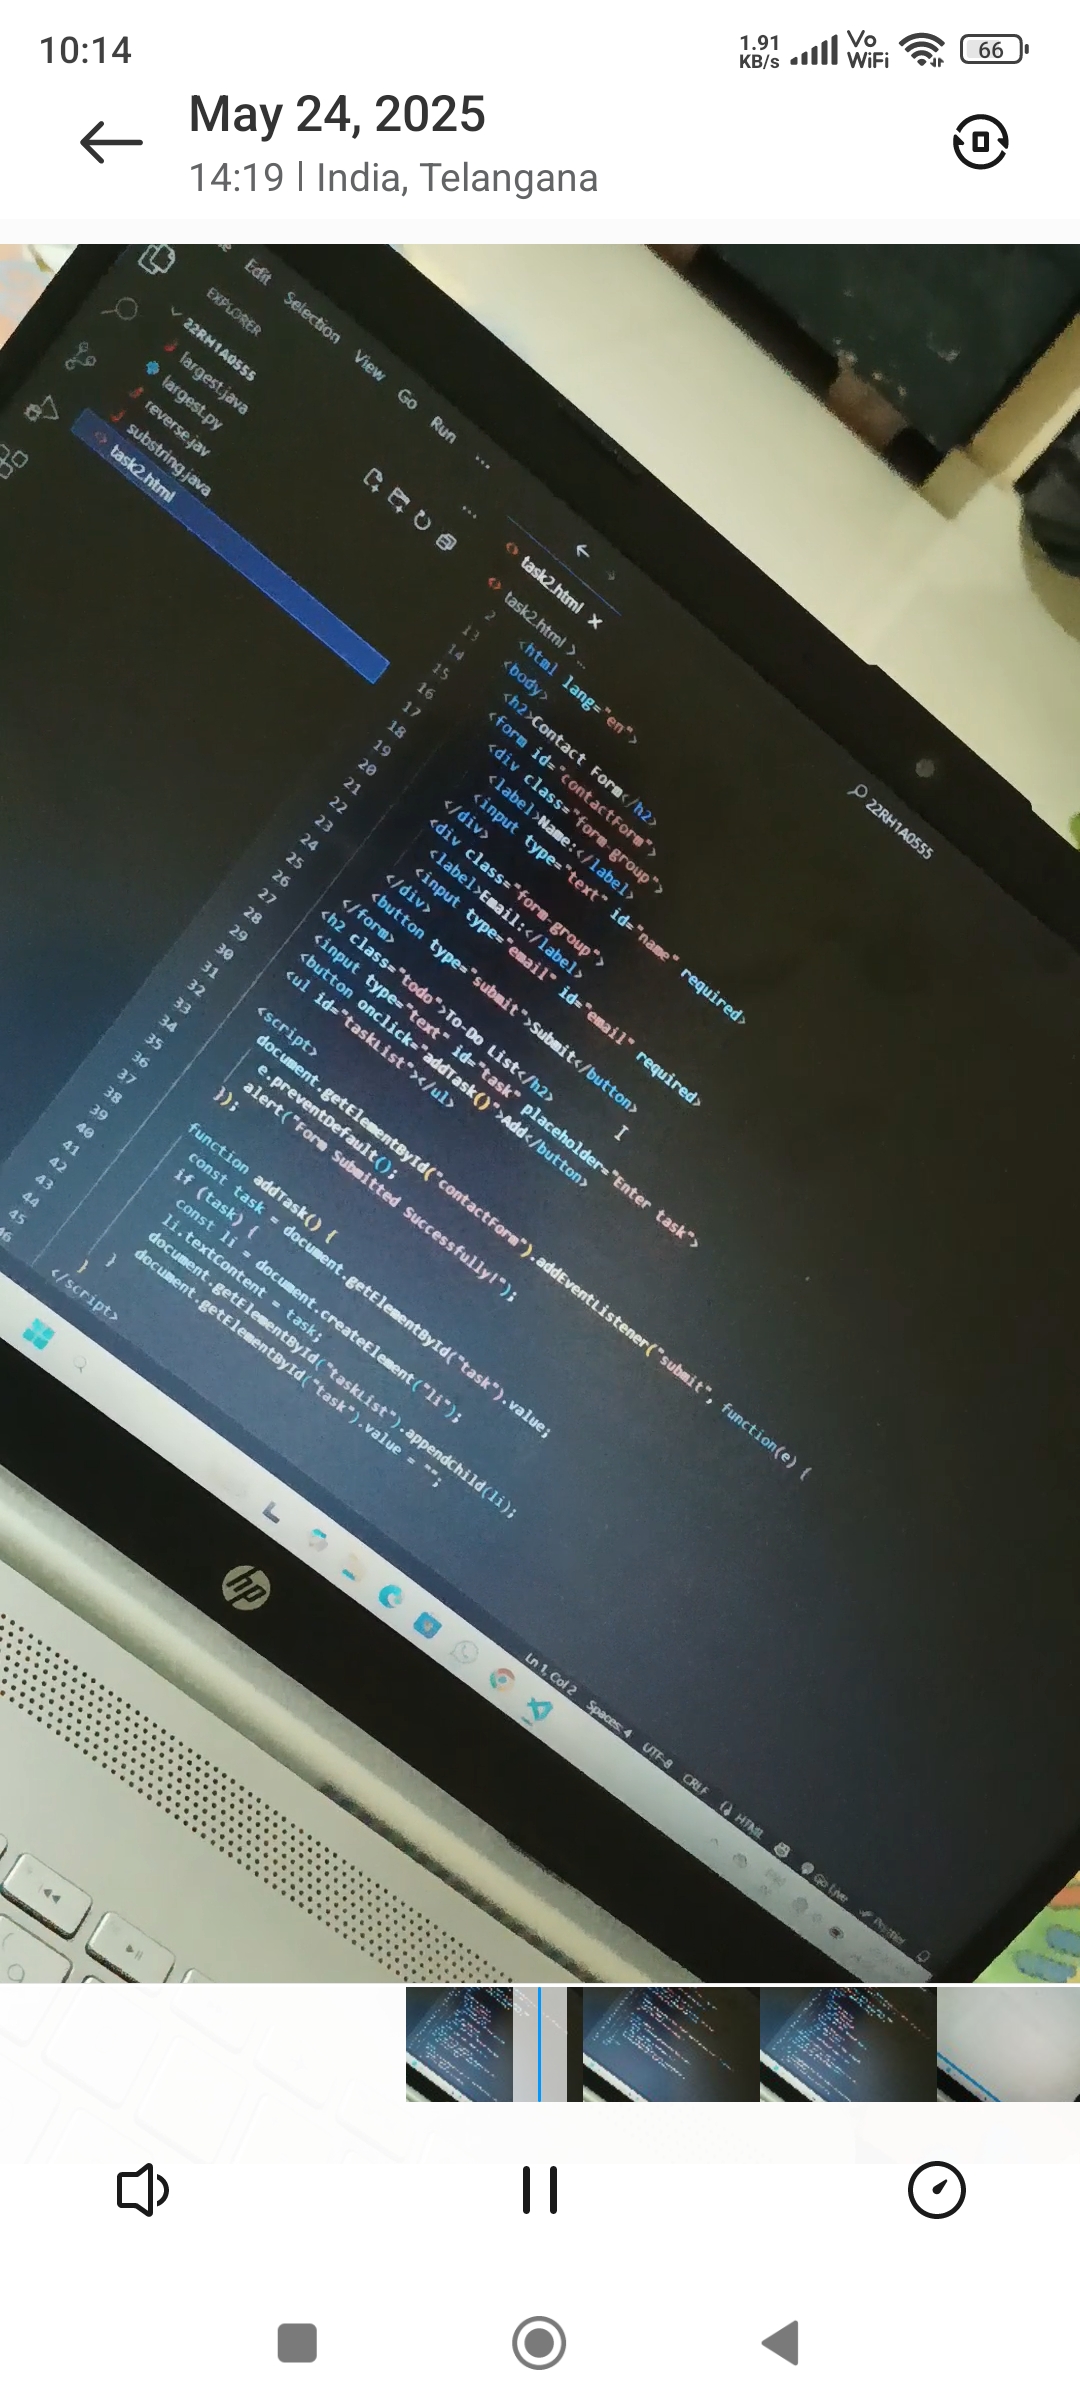 10:14
1.91
KB/s
Vo
WiFi
66
May 24, 2025
14:19 | India, Telangana
Edit Selection View Go Run ...
22RH1A0555
EXPLORER
...
22RH1A0555
largest.java
largest.py
reverse.jav
substring.java
task2.html
task2.html
task2.html > ...
2 <html lang="en">
13 <body>
14 <h2>Contact Form</h2>
15 <form id="contactForm">
16 <div class="form-group">
17 <label>Name:</label>
18 <input type="text" id="name" required>
19 </div>
20 <div class="form-group">
21 <label>Email:</label>
22 <input type="email" id="email" required>
23 </div>
24 <button type="submit">Submit</button>
25 </form>
26 <h2 class="todo">To-Do List</h2>
27 <input type="text" id="task" placeholder="Enter task">
28 <button onclick="addTask()">Add</button>
29 <ul id="taskList"></ul>
30
31 <script>
32 document.getElementById("contactForm").addEventListener("submit", function(e) {
33 e.preventDefault();
34 alert("Form Submitted Successfully!");
35 });
36
37 function addTask() {
38 const task = document.getElementById("task").value;
39 if (task) {
40 const li = document.createElement("li");
41 li.textContent = task;
42 document.getElementById("taskList").appendChild(li);
43 document.getElementById("task").value = "";
44 }
45 }
46 </script>
Ln 1, Col 2 Spaces: 4 UTF-8 CRLF {} HTML Go Live Prettier
hp